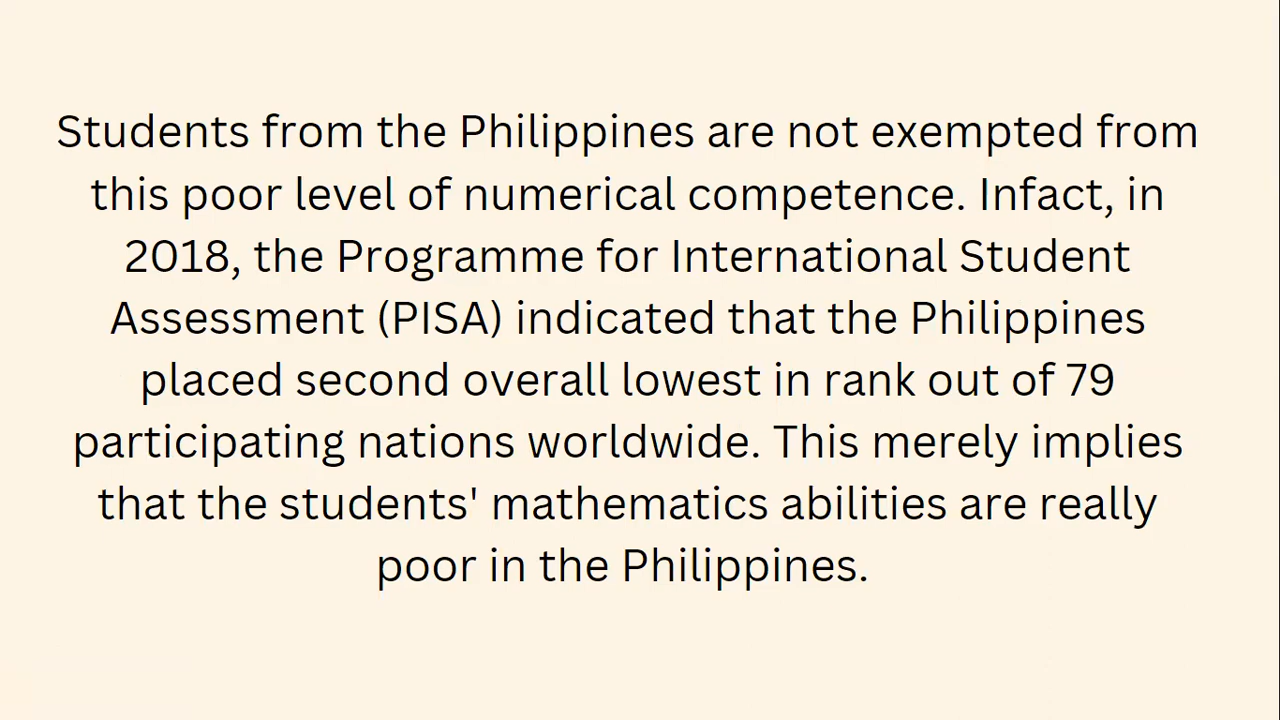 Students from the Philippines are not exempted from
this poor level of numerical competence. Infact, in
2018, the Programme for International Student
Assessment (PISA) indicated that the Philippines
placed second overall lowest in rank out of 79
participating nations worldwide. This merely implies
that the students' mathematics abilities are really
poor in the Philippines.